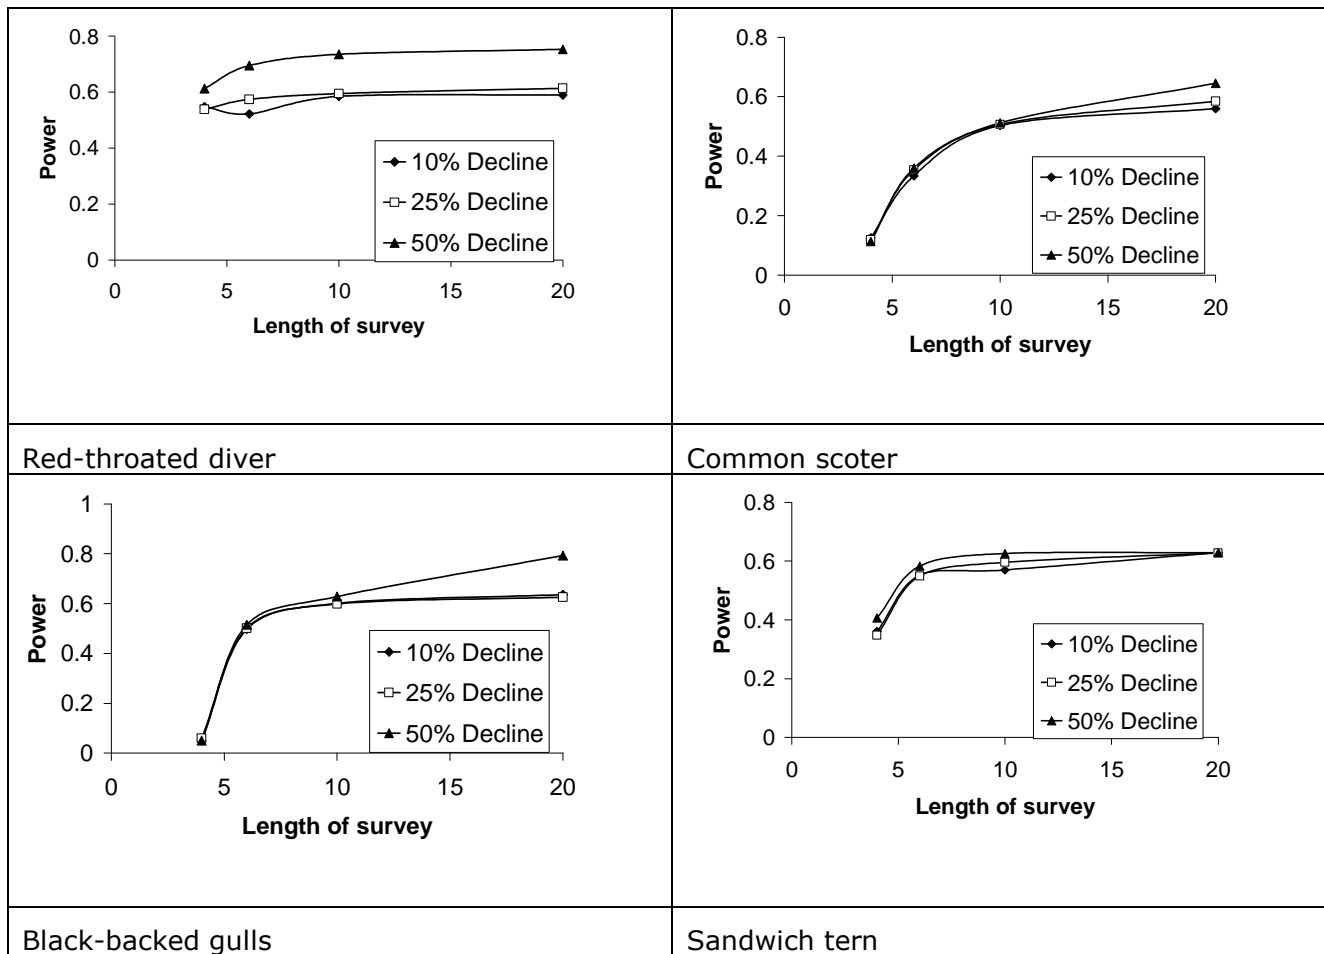 0.8
0.6
0.4
0.2
0
Power
0
5
10
15
20
Length of survey
10% Decline
25% Decline
50% Decline
0.8
0.6
0.4
0.2
0
Power
0
5
10
15
20
Length of survey
10% Decline
25% Decline
50% Decline
Red-throated diver
Common scoter
1
0.8
0.6
0.4
0.2
0
Power
0
5
10
15
20
Length of survey
10% Decline
25% Decline
50% Decline
0.8
0.6
0.4
0.2
0
Power
0
5
10
15
20
Length of survey
10% Decline
25% Decline
50% Decline
Black-backed gulls
Sandwich tern